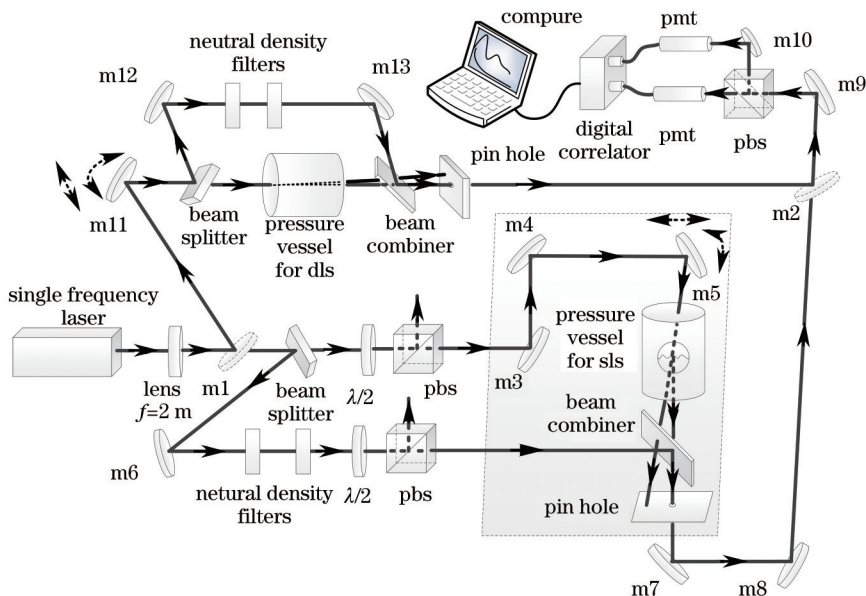 compure
pmt
m10
neutral density
filters
m12
m13
m9
digital
correlator
pmt
pbs
pin hole
m11
beam
splitter
pressure
vessel
for dls
beam
combiner
m2
m4
m5
single frequency
laser
pressure
vessel
for sls
lens
f=2 m
m1
beam
splitter
λ/2
pbs
m3
beam
combiner
m6
netural density
filters
λ/2
pbs
pin hole
m7
m8